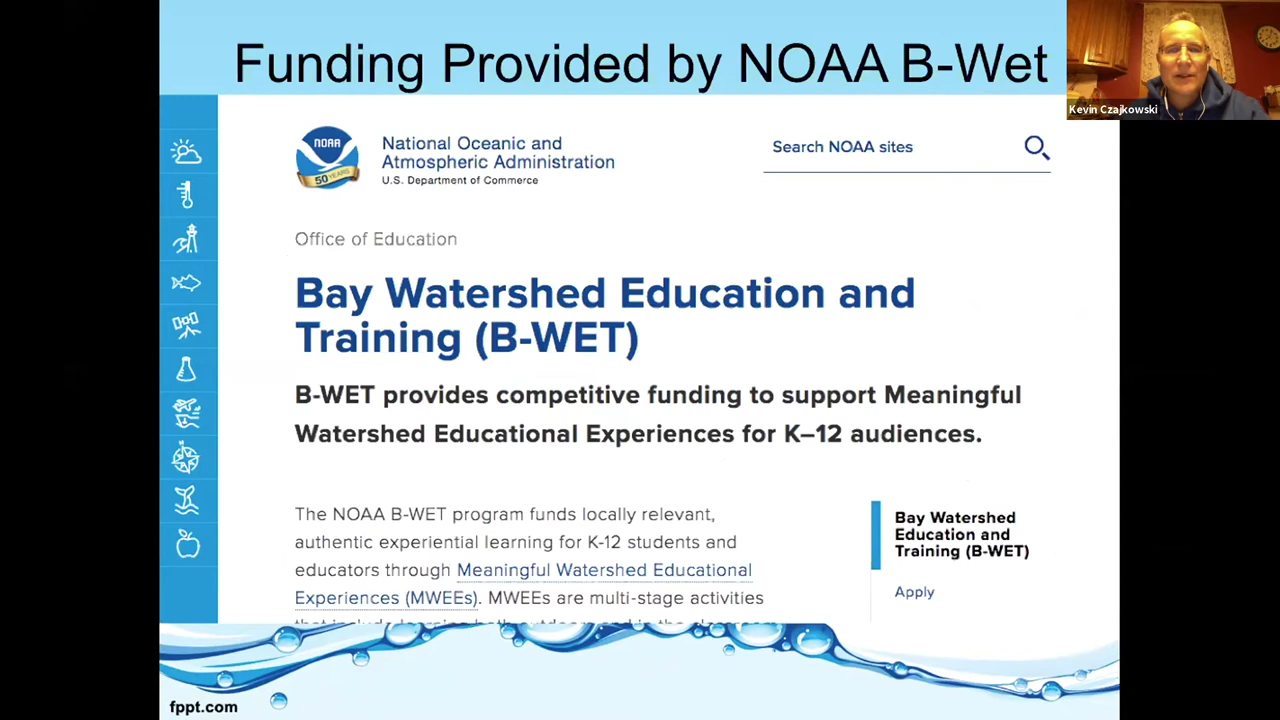 Funding Provided by NOAA B-Wet
Kevin Czajkowski
NOAA
50 YEARS
National Oceanic and
Atmospheric Administration
U.S. Department of Commerce
Search NOAA sites
Office of Education
Bay Watershed Education and
Training (B-WET)
B-WET provides competitive funding to support Meaningful
Watershed Educational Experiences for K–12 audiences.
The NOAA B-WET program funds locally relevant,
authentic experiential learning for K-12 students and
educators through Meaningful Watershed Educational
Experiences (MWEEs). MWEEs are multi-stage activities
that include learning both outdoors and in the classroom
Bay Watershed
Education and
Training (B-WET)
Apply
fppt.com